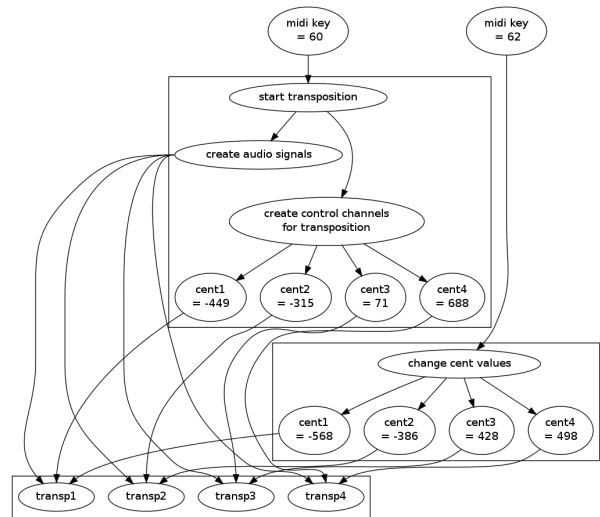 midi key
= 60
midi key
= 62
start transposition
create audio signals
create control channels
for transposition
cent1
= -449
cent2
= -315
cent3
= 71
cent4
= 688
change cent values
cent1
= -568
cent2
= -386
cent3
= 428
cent4
= 498
transp1
transp2
transp3
transp4